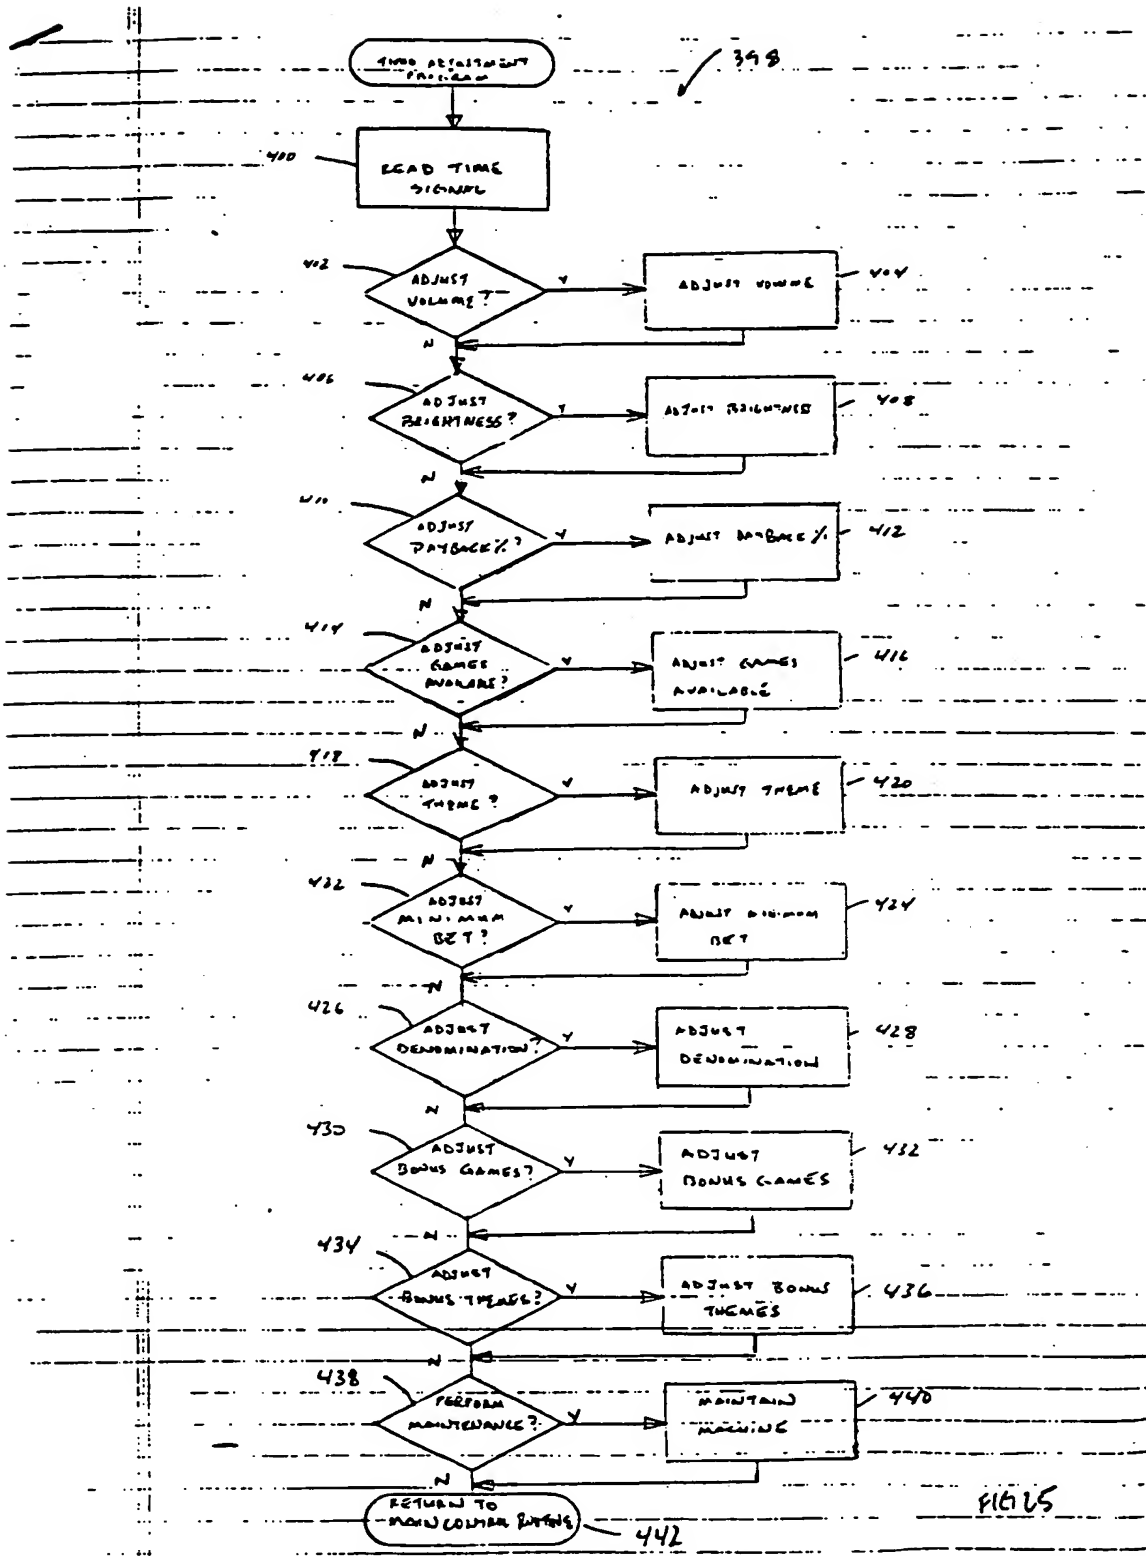 398
TIME ADJUSTMENT
PROGRAM
400
READ TIME
SIGNAL
402
ADJUST
VOLUME?
Y
ADJUST VOLUME
404
N
406
ADJUST
BRIGHTNESS?
Y
ADJUST BRIGHTNESS
408
N
410
ADJUST
PAYBACK%?
Y
ADJUST PAYBACK%
412
N
414
ADJUST
GAMES
AVAILABLE?
Y
ADJUST GAMES
AVAILABLE
416
N
418
ADJUST
THEME?
Y
ADJUST THEME
420
N
422
ADJUST
MINIMUM
BET?
Y
ADJUST MINIMUM
BET
424
N
426
ADJUST
DENOMINATION?
Y
ADJUST
DENOMINATION
428
N
430
ADJUST
BONUS GAMES?
Y
ADJUST
BONUS GAMES
432
N
434
ADJUST
BONUS THEMES?
Y
ADJUST BONUS
THEMES
436
N
438
PERFORM
MAINTENANCE?
Y
MAINTAIN
MACHINE
440
N
RETURN TO
MAIN CONTROL ROUTINE
442
FIG 25